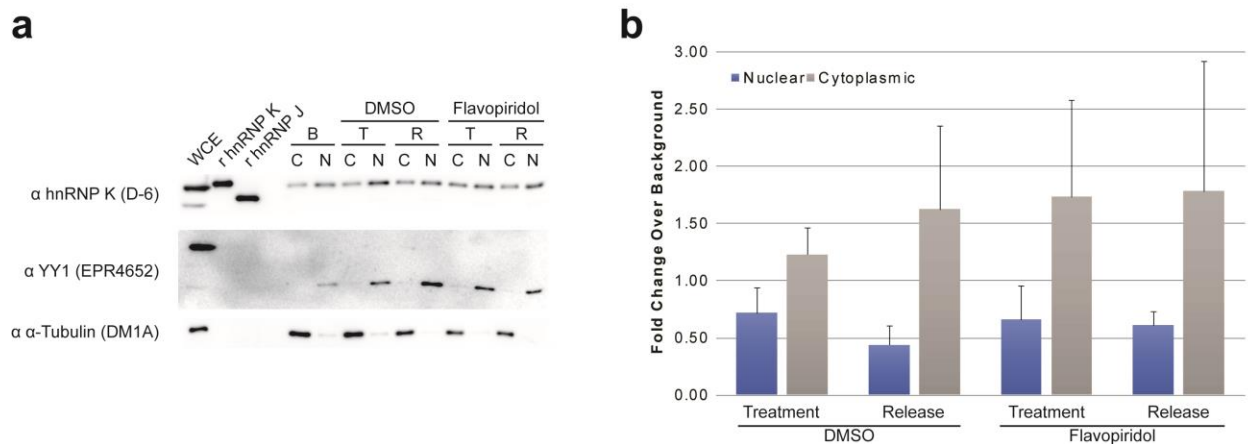 a
WCE
r hnRNP K
r hnRNP J
DMSO
Flavopiridol
B T R T R
C N C N C N C N C N
α hnRNP K (D-6)
α YY1 (EPR4652)
α α-Tubulin (DM1A)
b
Fold Change Over Background
3.00
2.50
2.00
1.50
1.00
0.50
0.00
Nuclear Cytoplasmic
Treatment Release Treatment Release
DMSO Flavopiridol